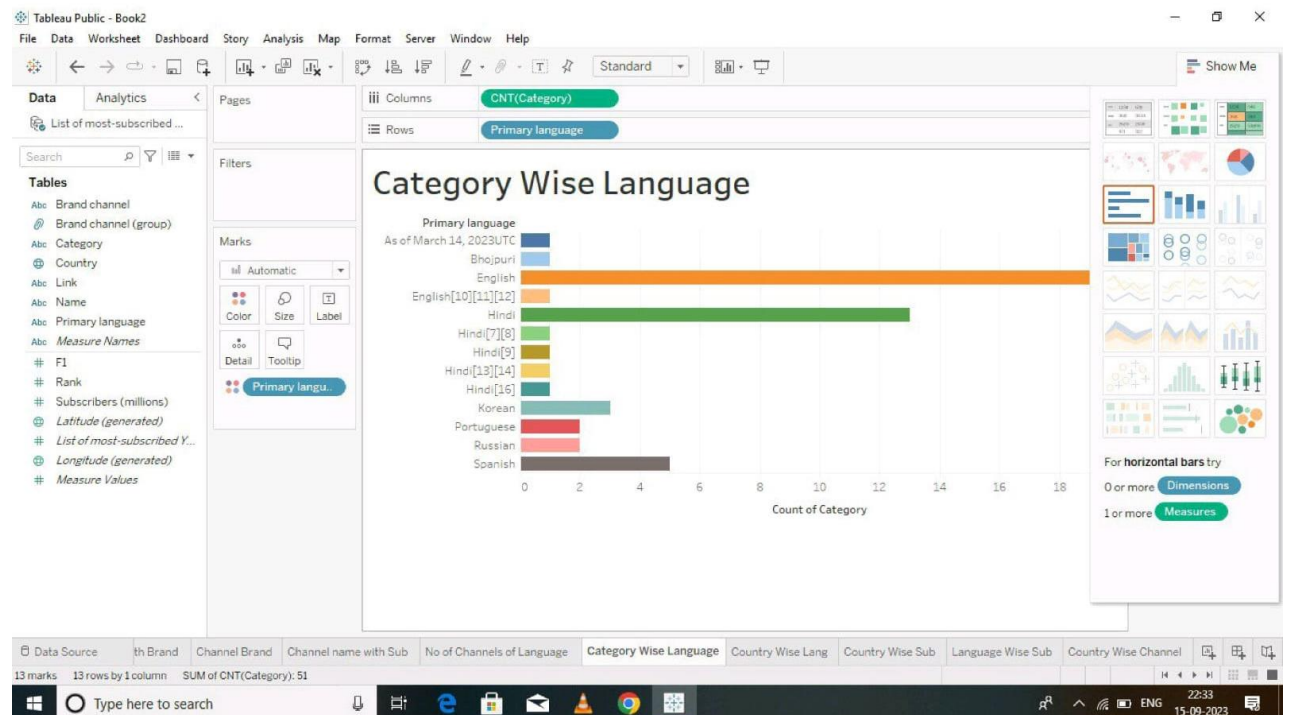 Tableau Public - Book2
File Data Worksheet Dashboard Story Analysis Map Format Server Window Help
Standard
Show Me
Data Analytics
Pages
iii Columns CNT(Category)
List of most-subscribed ...
Rows Primary language
Search
Filters
Tables
Abc Brand channel
Brand channel (group)
Abc Category
Country
Abc Link
Abc Name
Abc Primary language
Abc Measure Names
# F1
# Rank
# Subscribers (millions)
Latitude (generated)
# List of most-subscribed Y...
Longitude (generated)
# Measure Values
Marks
Automatic
Color Size Label
Detail Tooltip
Primary langu..
Category Wise Language
Primary language
As of March 14, 2023UTC
Bhojpuri
English
English[10][11][12]
Hindi
Hindi[7][8]
Hindi[9]
Hindi[13][14]
Hindi[16]
Korean
Portuguese
Russian
Spanish
0 2 4 6 8 10 12 14 16 18
Count of Category
For horizontal bars try
0 or more Dimensions
1 or more Measures
Data Source th Brand Channel Brand Channel name with Sub No of Channels of Language Category Wise Language Country Wise Lang Country Wise Sub Language Wise Sub Country Wise Channel
13 marks 13 rows by 1 column SUM of CNT(Category): 51
Type here to search
ENG
22:33
15-09-2023